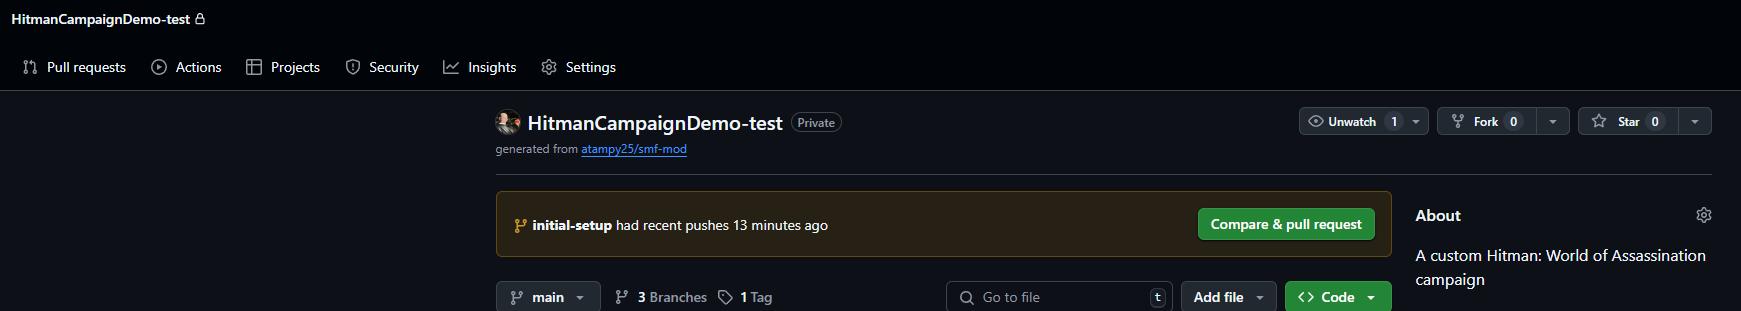 HitmanCampaignDemo-test
Pull requests Actions Projects Security Insights Settings
HitmanCampaignDemo-test Private Unwatch 1 Fork 0 Star 0
generated from atampy25/smf-mod
initial-setup had recent pushes 13 minutes ago Compare & pull request
About
A custom Hitman: World of Assassination
campaign
main 3 Branches 1 Tag Go to file t Add file Code